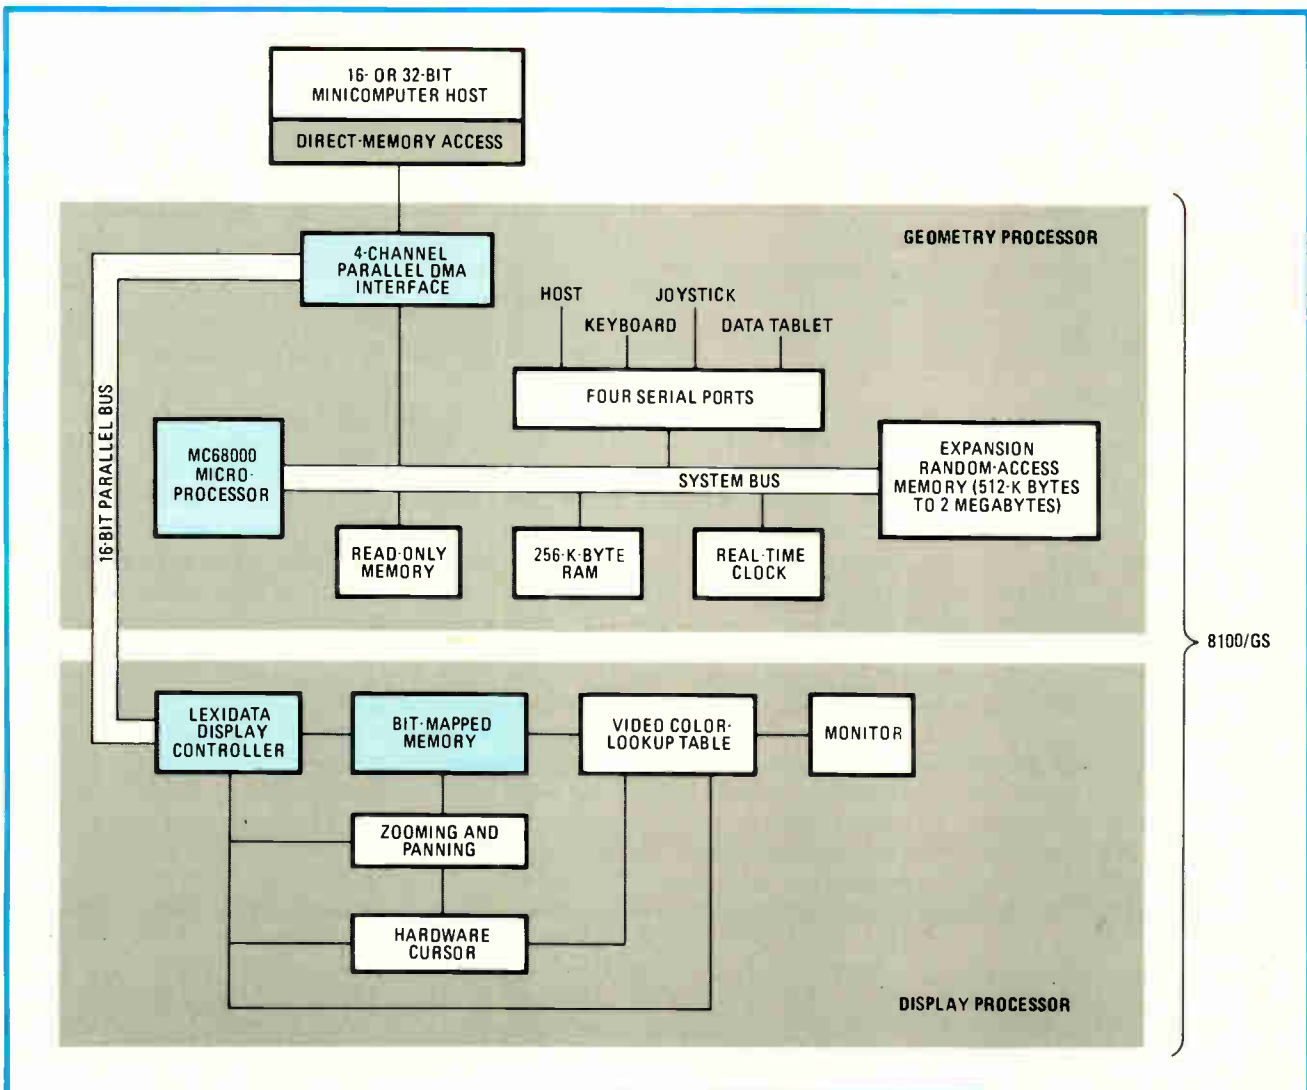 16- OR 32-BIT
MINICOMPUTER HOST
DIRECT-MEMORY ACCESS
GEOMETRY PROCESSOR
4-CHANNEL
PARALLEL DMA
INTERFACE
HOST
JOYSTICK
KEYBOARD
DATA TABLET
FOUR SERIAL PORTS
16-BIT PARALLEL BUS
MC68000
MICRO-
PROCESSOR
SYSTEM BUS
EXPANSION
RANDOM-ACCESS
MEMORY (512-K BYTES
TO 2 MEGABYTES)
READ-ONLY
MEMORY
256-K-BYTE
RAM
REAL-TIME
CLOCK
8100/GS
LEXIDATA
DISPLAY
CONTROLLER
BIT-MAPPED
MEMORY
VIDEO COLOR-
LOOKUP TABLE
MONITOR
ZOOMING AND
PANNING
HARDWARE
CURSOR
DISPLAY PROCESSOR